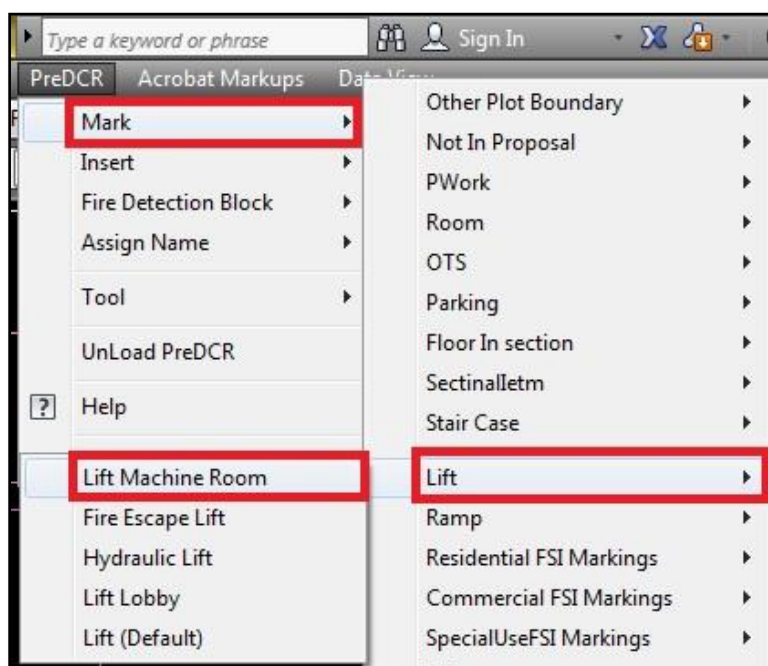 Type a keyword or phrase
Sign In
PreDCR Acrobat Markups
Mark
Insert
Fire Detection Block
Assign Name
Tool
UnLoad PreDCR
? Help
Lift Machine Room
Fire Escape Lift
Hydraulic Lift
Lift Lobby
Lift (Default)
Other Plot Boundary
Not In Proposal
PWork
Room
OTS
Parking
Floor In section
SectinalIetm
Stair Case
Lift
Ramp
Residential FSI Markings
Commercial FSI Markings
SpecialUseFSI Markings